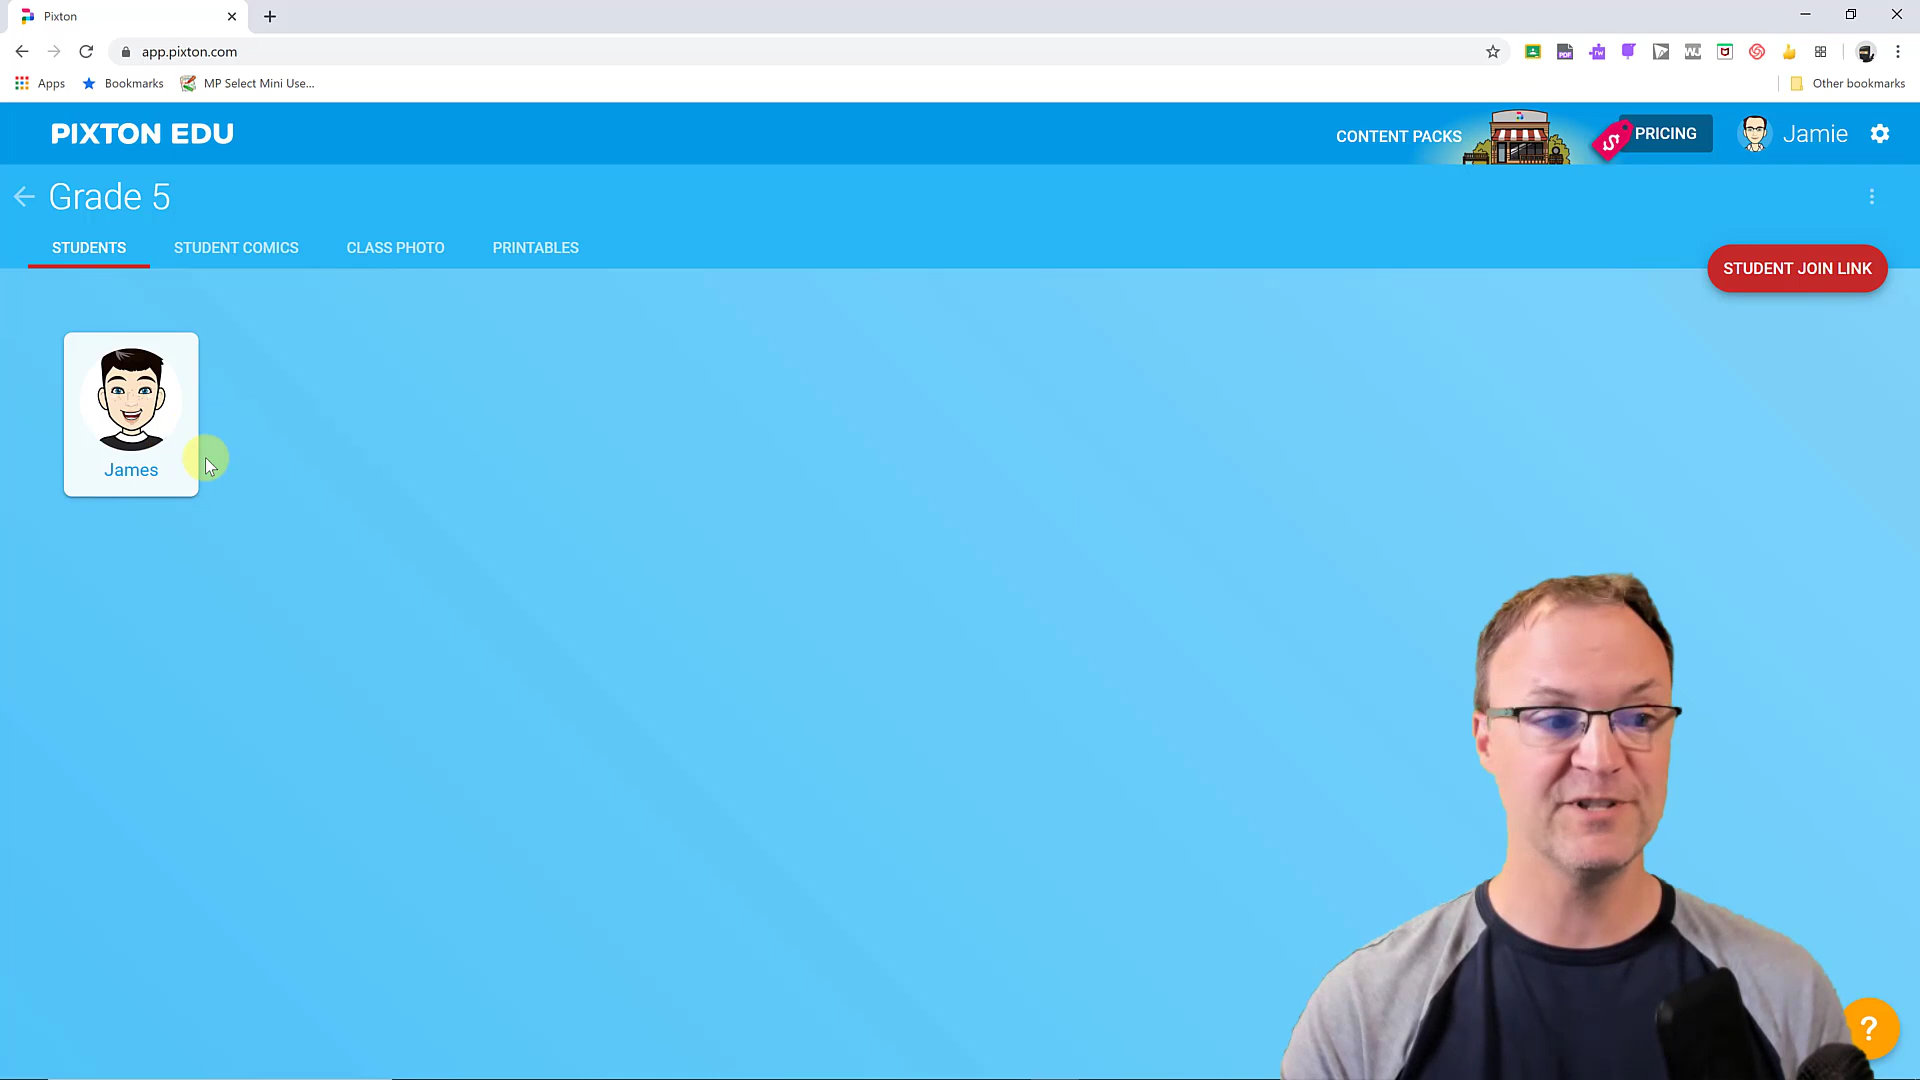 Pixton
app.pixton.com
Apps
Bookmarks
MP Select Mini Use...
Other bookmarks
PIXTON EDU
CONTENT PACKS
$
PRICING
Jamie
Grade 5
STUDENTS
STUDENT COMICS
CLASS PHOTO
PRINTABLES
STUDENT JOIN LINK
James
?